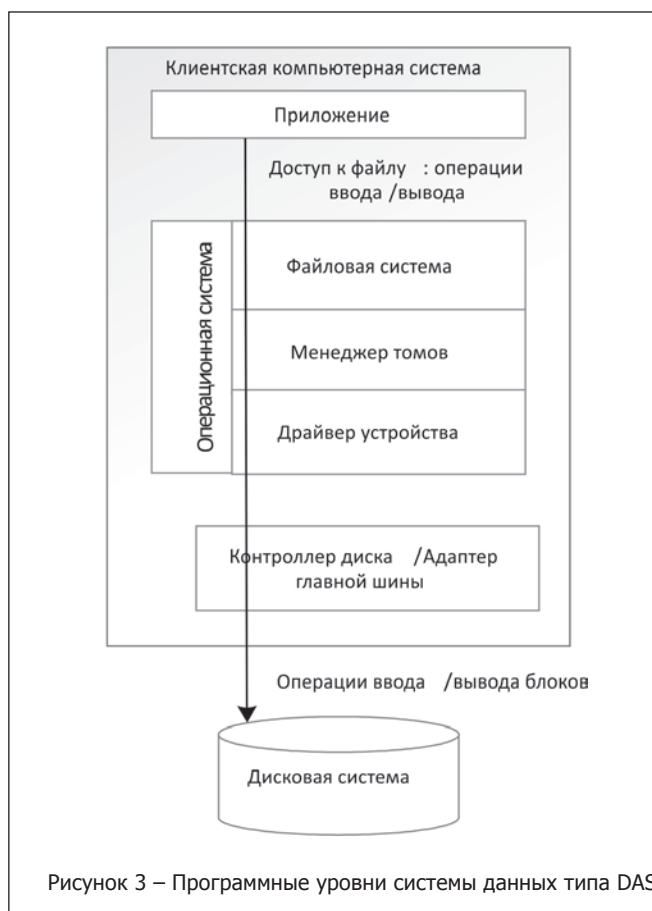 Клиентская компьютерная система
Приложение
Доступ к файлу : операции
ввода /вывода
Операционная система
Файловая система
Менеджер томов
Драйвер устройства
Контроллер диска /Адаптер
главной шины
Операции ввода /вывода блоков
Дисковая система
Рисунок 3 – Программные уровни системы данных типа DAS